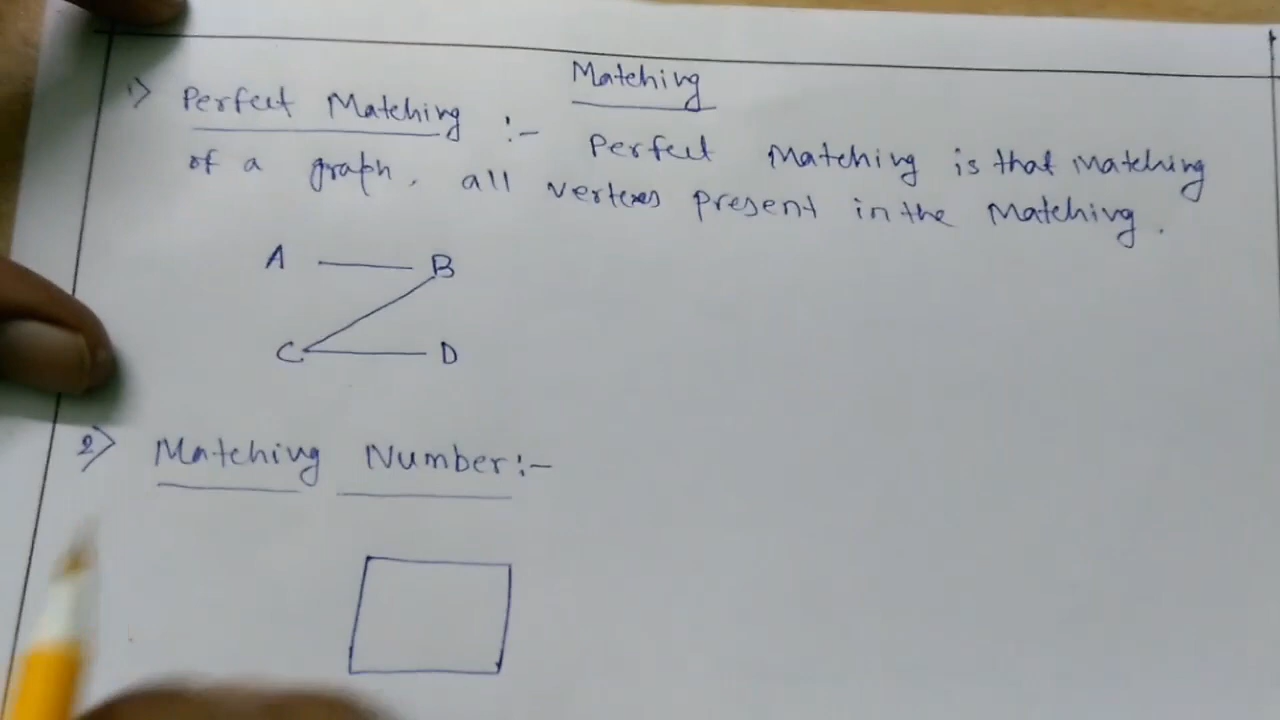 Matching
1) Perfect Matching :- Perfect Matching is that Matching
of a graph, all vertexes present in the Matching.
A B
C D
2) Matching Number:-